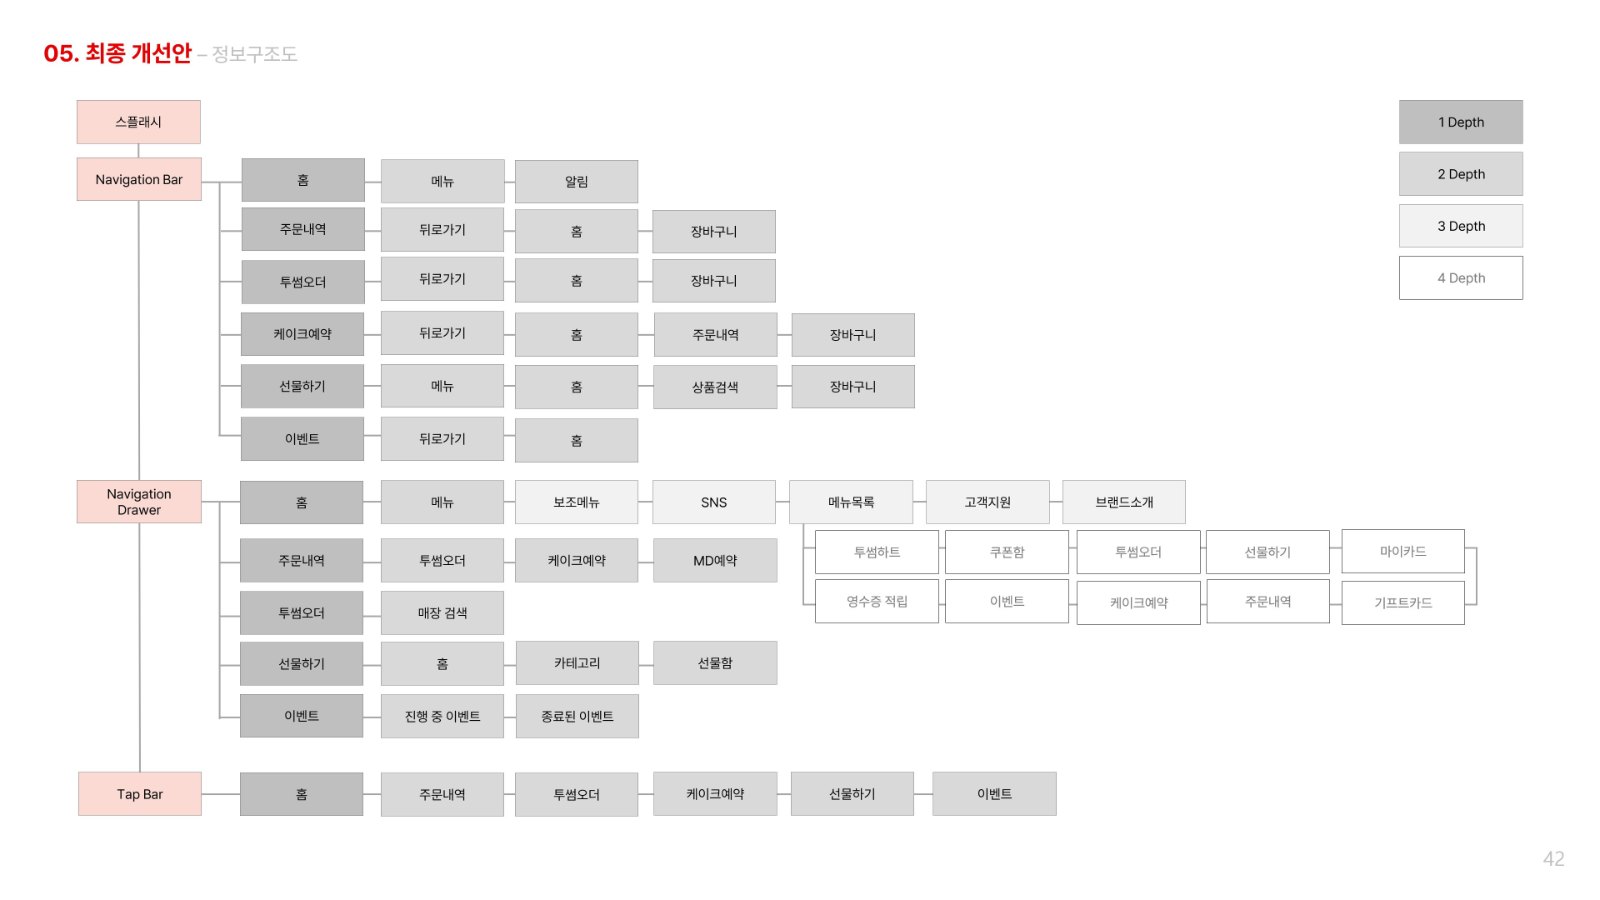 05. 최종 개선안 – 정보구조도
스플래시
1 Depth
2 Depth
3 Depth
4 Depth
Navigation Bar
홈
메뉴
알림
주문내역
뒤로가기
홈
장바구니
투썸오더
뒤로가기
홈
장바구니
케이크예약
뒤로가기
홈
주문내역
장바구니
선물하기
메뉴
홈
상품검색
장바구니
이벤트
뒤로가기
홈
Navigation
Drawer
홈
메뉴
보조메뉴
SNS
메뉴목록
고객지원
브랜드소개
투썸하트
쿠폰함
투썸오더
선물하기
마이카드
영수증 적립
이벤트
케이크예약
주문내역
기프트카드
주문내역
투썸오더
케이크예약
MD예약
투썸오더
매장 검색
선물하기
홈
카테고리
선물함
이벤트
진행 중 이벤트
종료된 이벤트
Tap Bar
홈
주문내역
투썸오더
케이크예약
선물하기
이벤트
42